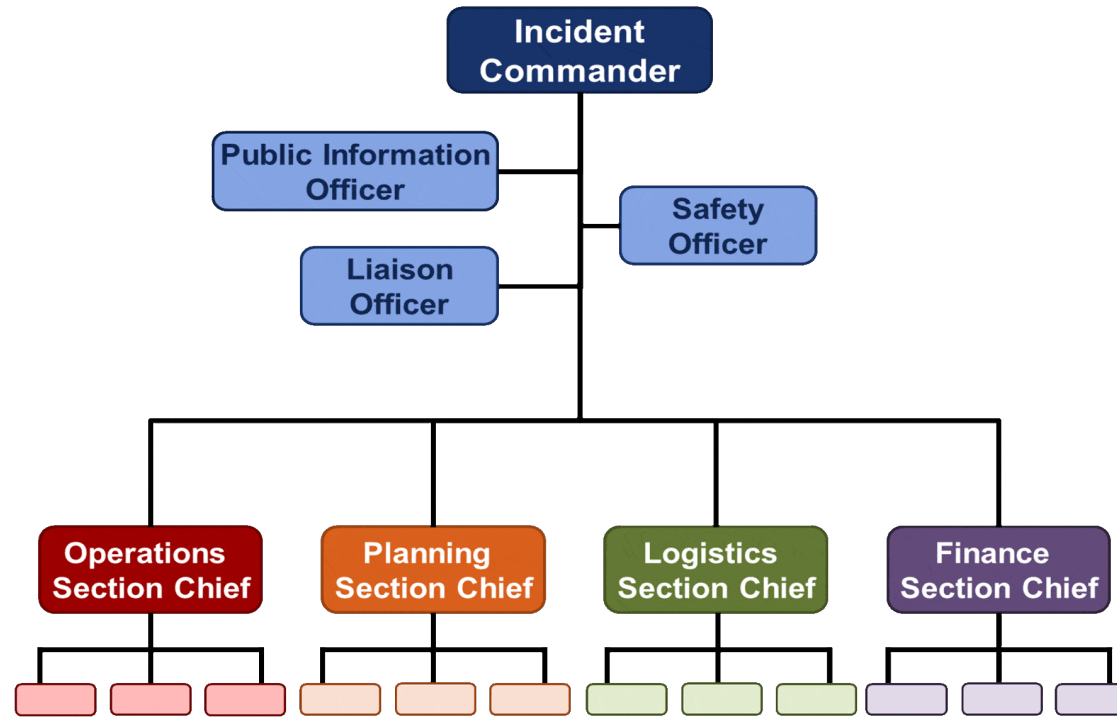 Incident
Commander
Public Information
Officer
Safety
Officer
Liaison
Officer
Operations
Section Chief
Planning
Section Chief
Logistics
Section Chief
Finance
Section Chief